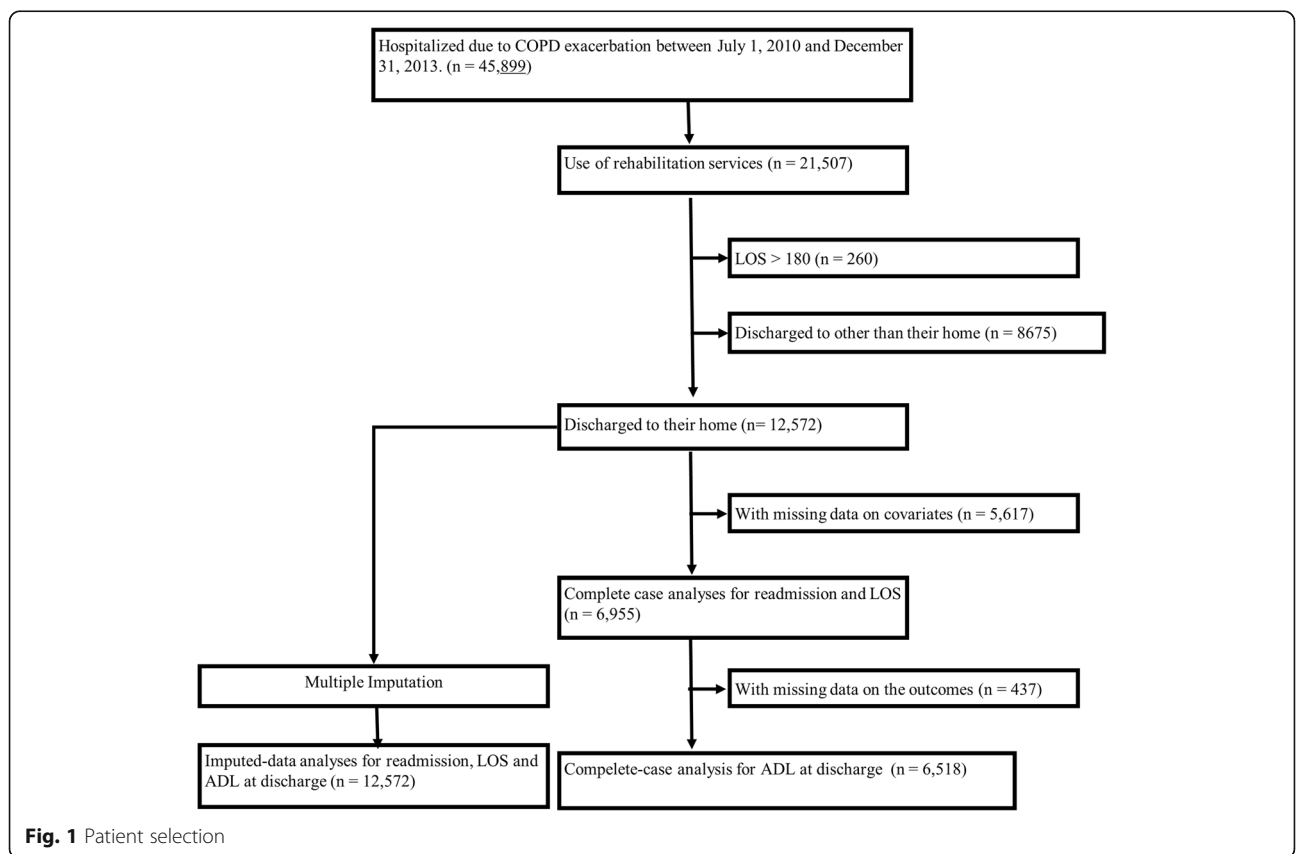 Hospitalized due to COPD exacerbation between July 1, 2010 and December
31, 2013. (n = 45,899)
Use of rehabilitation services (n = 21,507)
LOS > 180 (n = 260)
Discharged to other than their home (n = 8675)
Discharged to their home (n= 12,572)
With missing data on covariates (n = 5,617)
Complete case analyses for readmission and LOS
(n = 6,955)
Multiple Imputation
With missing data on the outcomes (n = 437)
Imputed-data analyses for readmission, LOS and
ADL at discharge (n = 12,572)
Compelete-case analysis for ADL at discharge (n = 6,518)
Fig. 1 Patient selection